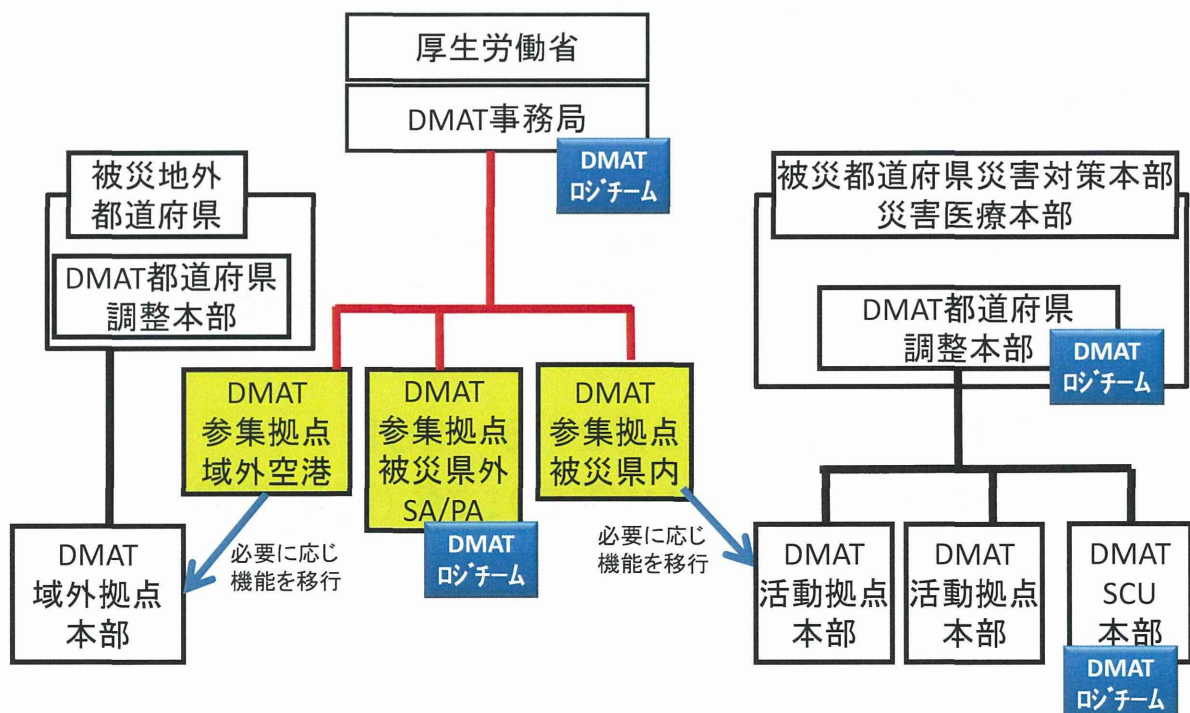 厚生労働省
DMAT事務局
DMAT
ロジチーム
被災地外
都道府県
DMAT都道府県
調整本部
被災都道府県災害対策本部
災害医療本部
DMAT都道府県
調整本部
DMAT
ロジチーム
DMAT
参集拠点
域外空港
DMAT
参集拠点
被災県外
SA/PA
DMAT
ロジチーム
DMAT
参集拠点
被災県内
必要に応じ
機能を移行
必要に応じ
機能を移行
DMAT
域外拠点
本部
DMAT
活動拠点
本部
DMAT
活動拠点
本部
DMAT
SCU
本部
DMAT
ロジチーム